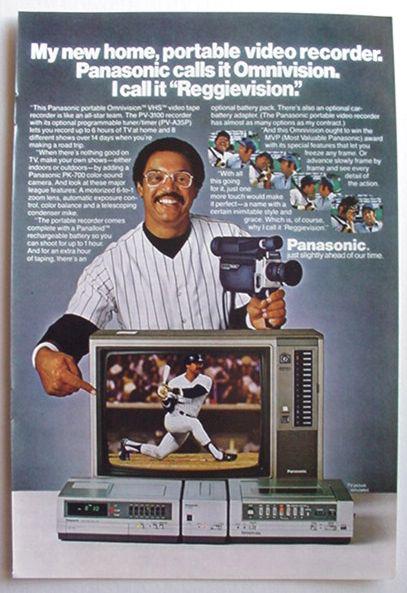 My new home, portable video recorder.
Panasonic calls it Omnivision.
I call it "Reggievision."
"This Panasonic portable Omnivision™ VHS™ video tape
recorder is like an all-star team. The PV-3100
with its optional programmable tuner/timer (PV-A35P)
lets you record up to 6 hours of TV at home and 8
different shows over 14 days when you're
making a road trip.
"When there's nothing good on
TV, make your own shows—either
indoors or outdoors—by adding a
Panasonic PK-700 color-sound
camera. And look at these major
league features: A motorized 6-to-1
zoom lens, automatic exposure con-
trol, color balance and a telescoping
condenser mike.
"The portable recorder comes
complete with a Panalloid™
rechargeable battery so you
can shoot for up to 1 hour.
And for an extra hour
of taping, there's an
optional battery pack. There's also an optional car-
battery adapter. (The Panasonic portable video recorder
has almost as many options as my contract.)
"And this Omnivision ought to win the
MVP (Most Valuable Panasonic) award
with its special features that let you
freeze any frame. Or
advance slowly frame by
frame and see every
detail of
the action.
"With all
this going
for it, just one
more touch would make
it perfect—a name with a
certain inimitable style and
grace. Which is, of course,
why I call it 'Reggievision.'"
Panasonic.
just slightly ahead of our time.
Panasonic
TV picture
simulated.
Panasonic